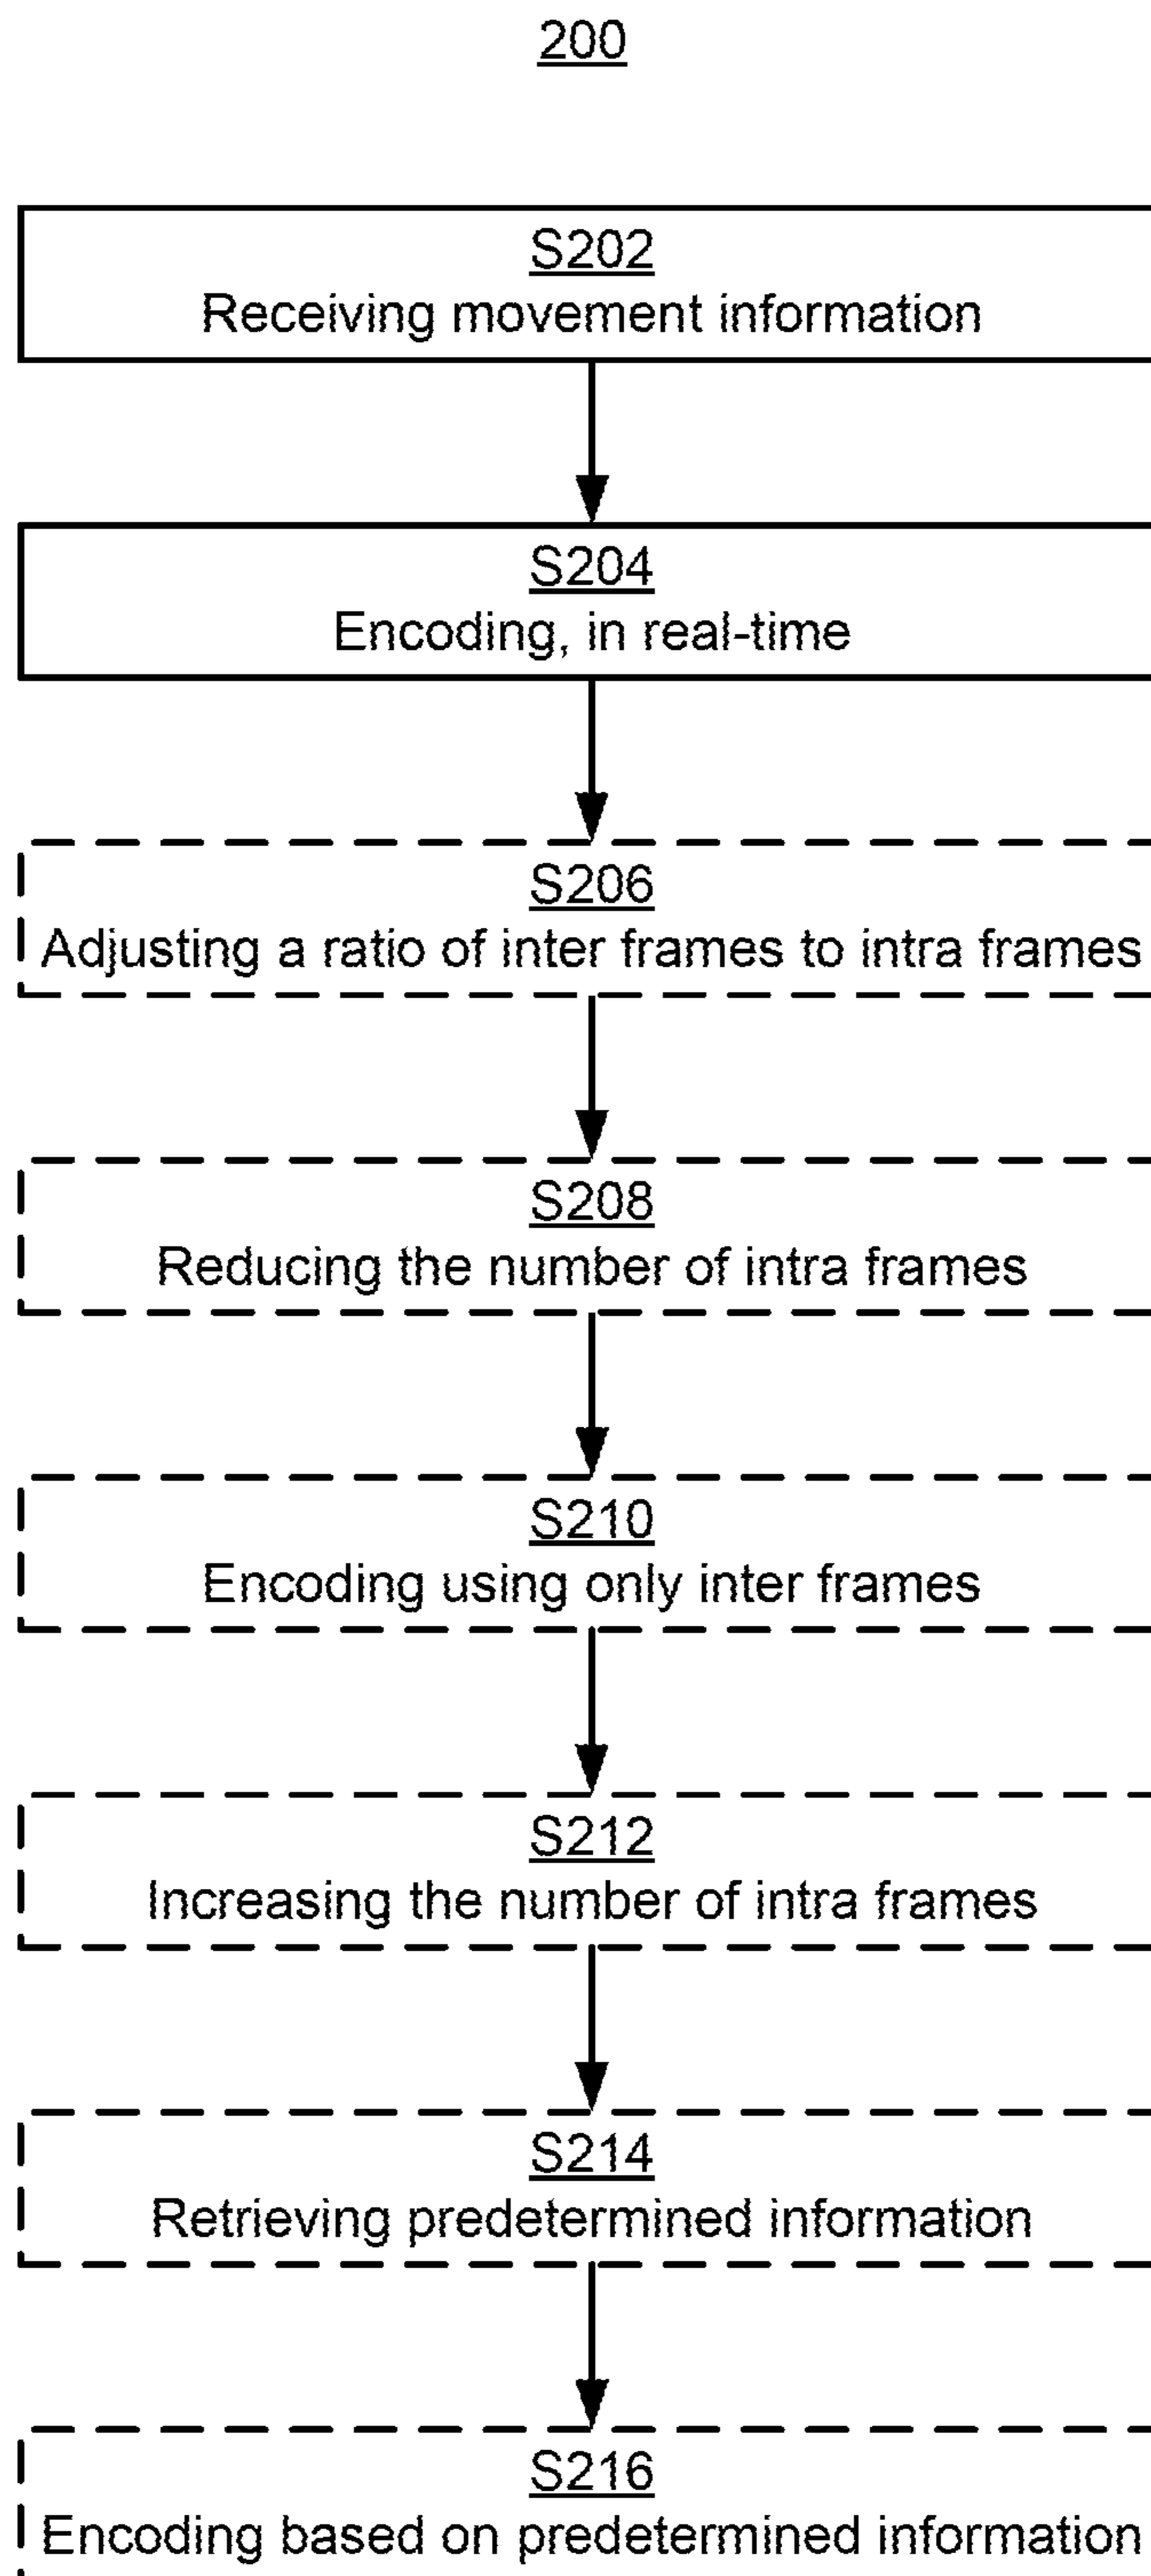 200
S202
Receiving movement information
S204
Encoding, in real-time
S206
Adjusting a ratio of inter frames to intra frames
S208
Reducing the number of intra frames
S210
Encoding using only inter frames
S212
Increasing the number of intra frames
S214
Retrieving predetermined information
S216
Encoding based on predetermined information